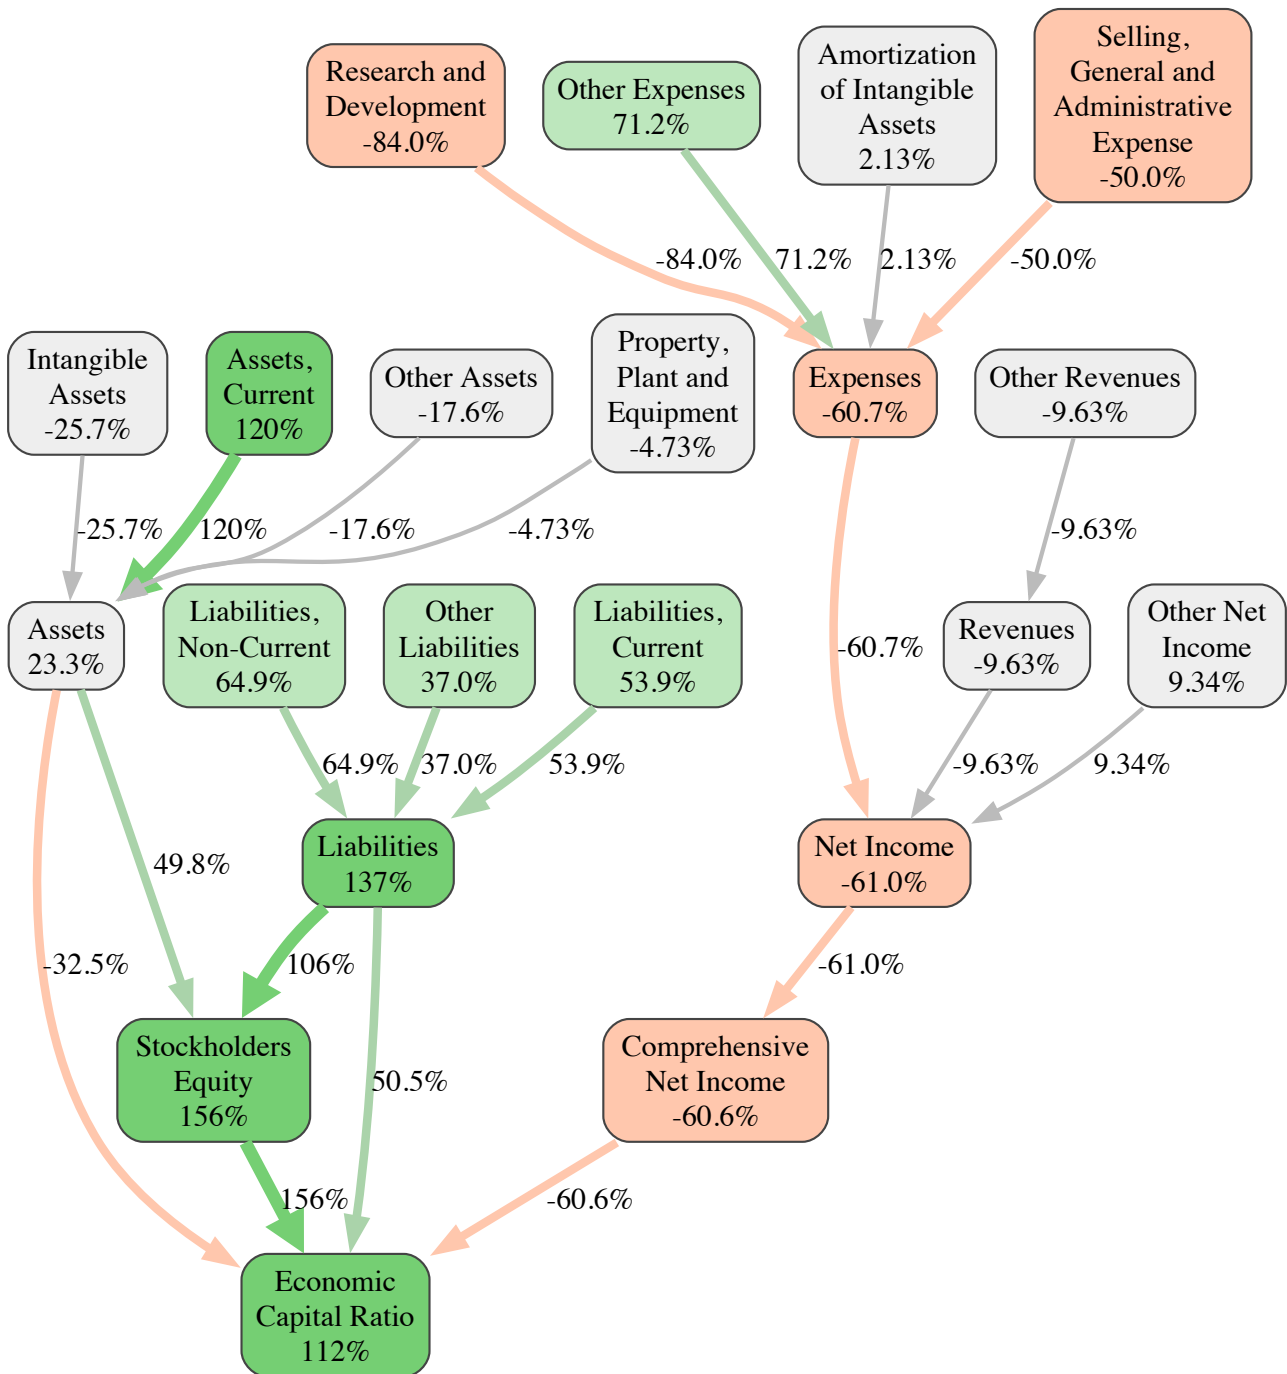 Research and
Development
-84.0%
Other Expenses
71.2%
Amortization
of Intangible
Assets
2.13%
Selling,
General and
Administrative
Expense
-50.0%
-84.0%
71.2%
2.13%
-50.0%
Intangible
Assets
-25.7%
Assets,
Current
120%
Other Assets
-17.6%
Property,
Plant and
Equipment
-4.73%
Expenses
-60.7%
Other Revenues
-9.63%
-25.7%
120%
-17.6%
-4.73%
-9.63%
Assets
23.3%
Liabilities,
Non-Current
64.9%
Other
Liabilities
37.0%
Liabilities,
Current
53.9%
-60.7%
Revenues
-9.63%
Other Net
Income
9.34%
64.9%
37.0%
53.9%
-9.63%
9.34%
49.8%
Liabilities
137%
Net Income
-61.0%
-32.5%
106%
-61.0%
Stockholders
Equity
156%
50.5%
Comprehensive
Net Income
-60.6%
156%
-60.6%
Economic
Capital Ratio
112%